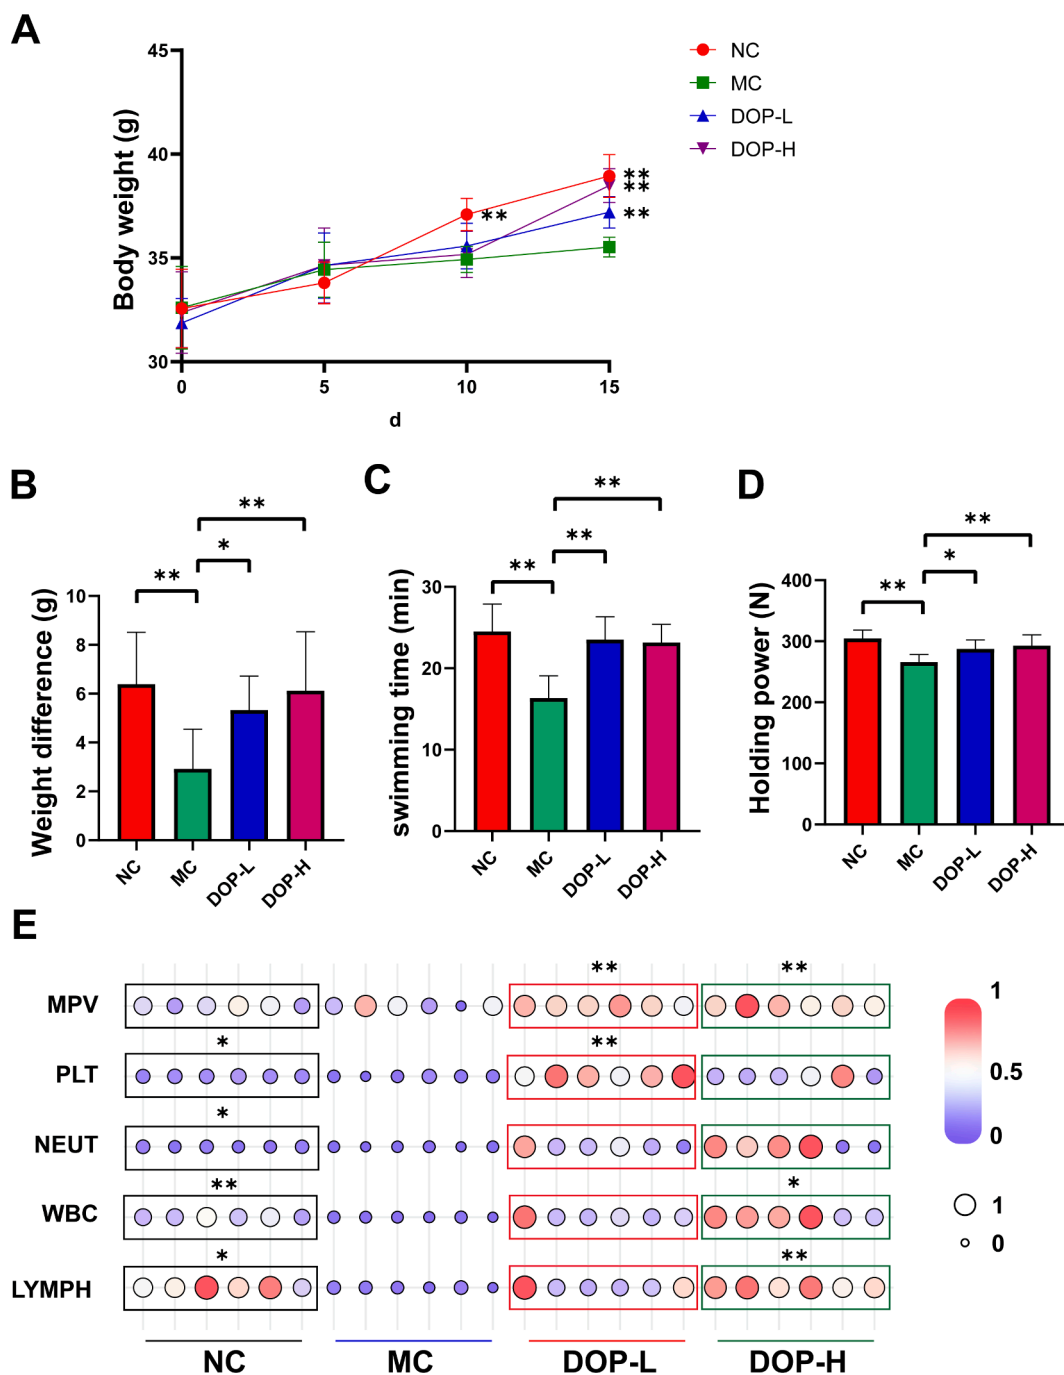 A
Body weight (g)
45
40
35
30
0 5 10 15
d
NC
MC
DOP-L
DOP-H
**
**
**
**
B
Weight difference (g)
10
8
6
4
2
0
**
*
**
NC MC DOP-L DOP-H
C
swimming time (min)
30
20
10
0
**
**
**
NC MC DOP-L DOP-H
D
Holding power (N)
400
300
200
100
0
**
*
**
NC MC DOP-L DOP-H
E
** **
MPV
* **
PLT
*
NEUT
** *
WBC
* **
LYMPH
NC MC DOP-L DOP-H
1
0.5
0
1
0